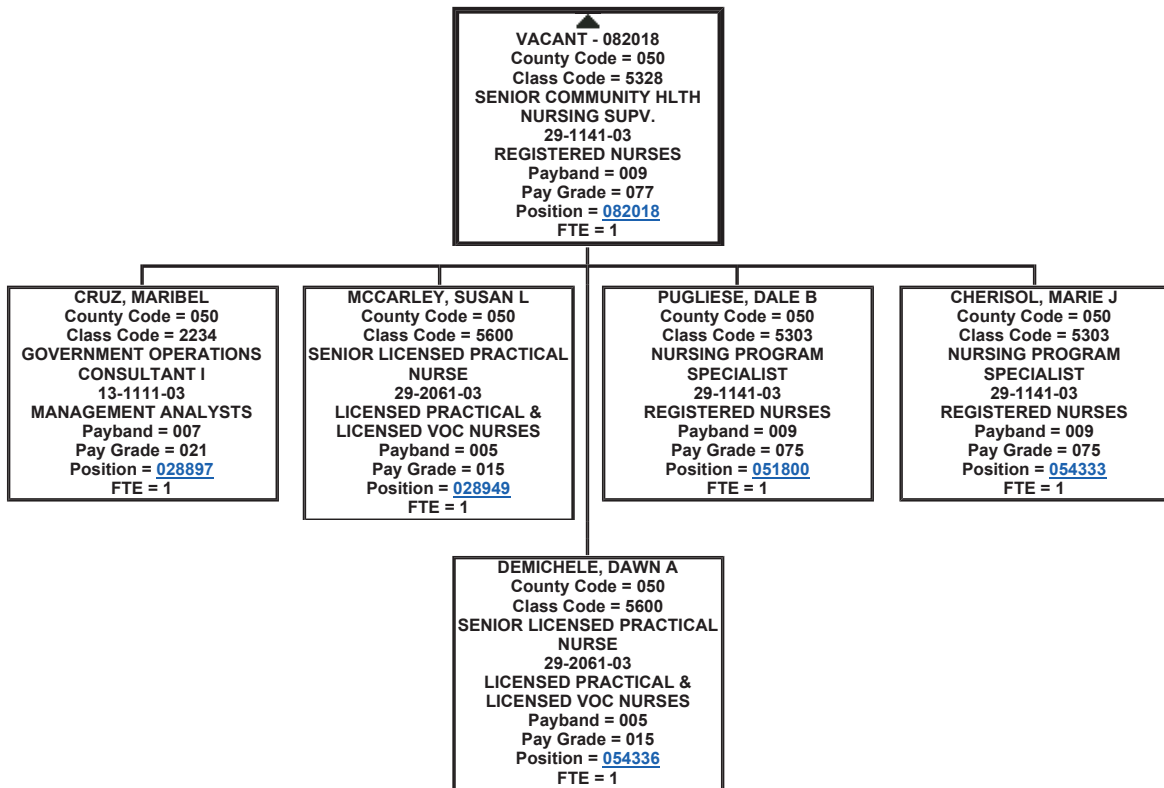 VACANT - 082018
County Code = 050
Class Code = 5328
SENIOR COMMUNITY HLTH
NURSING SUPV.
29-1141-03
REGISTERED NURSES
Payband = 009
Pay Grade = 077
Position = 082018
FTE = 1
CRUZ, MARIBEL
County Code = 050
Class Code = 2234
GOVERNMENT OPERATIONS
CONSULTANT I
13-1111-03
MANAGEMENT ANALYSTS
Payband = 007
Pay Grade = 021
Position = 028897
FTE = 1
MCCARLEY, SUSAN L
County Code = 050
Class Code = 5600
SENIOR LICENSED PRACTICAL
NURSE
29-2061-03
LICENSED PRACTICAL &
LICENSED VOC NURSES
Payband = 005
Pay Grade = 015
Position = 028949
FTE = 1
PUGLIESE, DALE B
County Code = 050
Class Code = 5303
NURSING PROGRAM
SPECIALIST
29-1141-03
REGISTERED NURSES
Payband = 009
Pay Grade = 075
Position = 051800
FTE = 1
CHERISOL, MARIE J
County Code = 050
Class Code = 5303
NURSING PROGRAM
SPECIALIST
29-1141-03
REGISTERED NURSES
Payband = 009
Pay Grade = 075
Position = 054333
FTE = 1
DEMICHELE, DAWN A
County Code = 050
Class Code = 5600
SENIOR LICENSED PRACTICAL
NURSE
29-2061-03
LICENSED PRACTICAL &
LICENSED VOC NURSES
Payband = 005
Pay Grade = 015
Position = 054336
FTE = 1